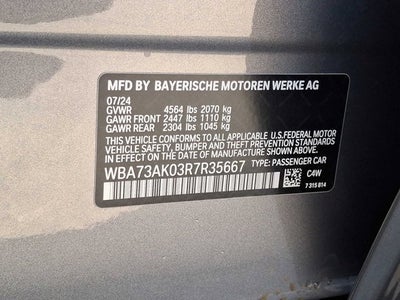 MFD BY BAYERISCHE MOTOREN WERKE AG
07/24
GVWR 4564 lbs 2070 kg
GAWR FRONT 2447 lbs 1110 kg
GAWR REAR 2304 lbs 1045 kg
THIS VEHICLE CONFORMS TO ALL APPLICABLE U.S.FEDERAL MOTOR
VEHICLE SAFETY, BUMPER AND THEFT PREVENTION STANDARDS
IN EFFECT ON THE DATE OF MANUFACTURE SHOWN ABOVE.
WBA73AK03R7R35667 TYPE: PASSENGER CAR
C4W
7 315 814